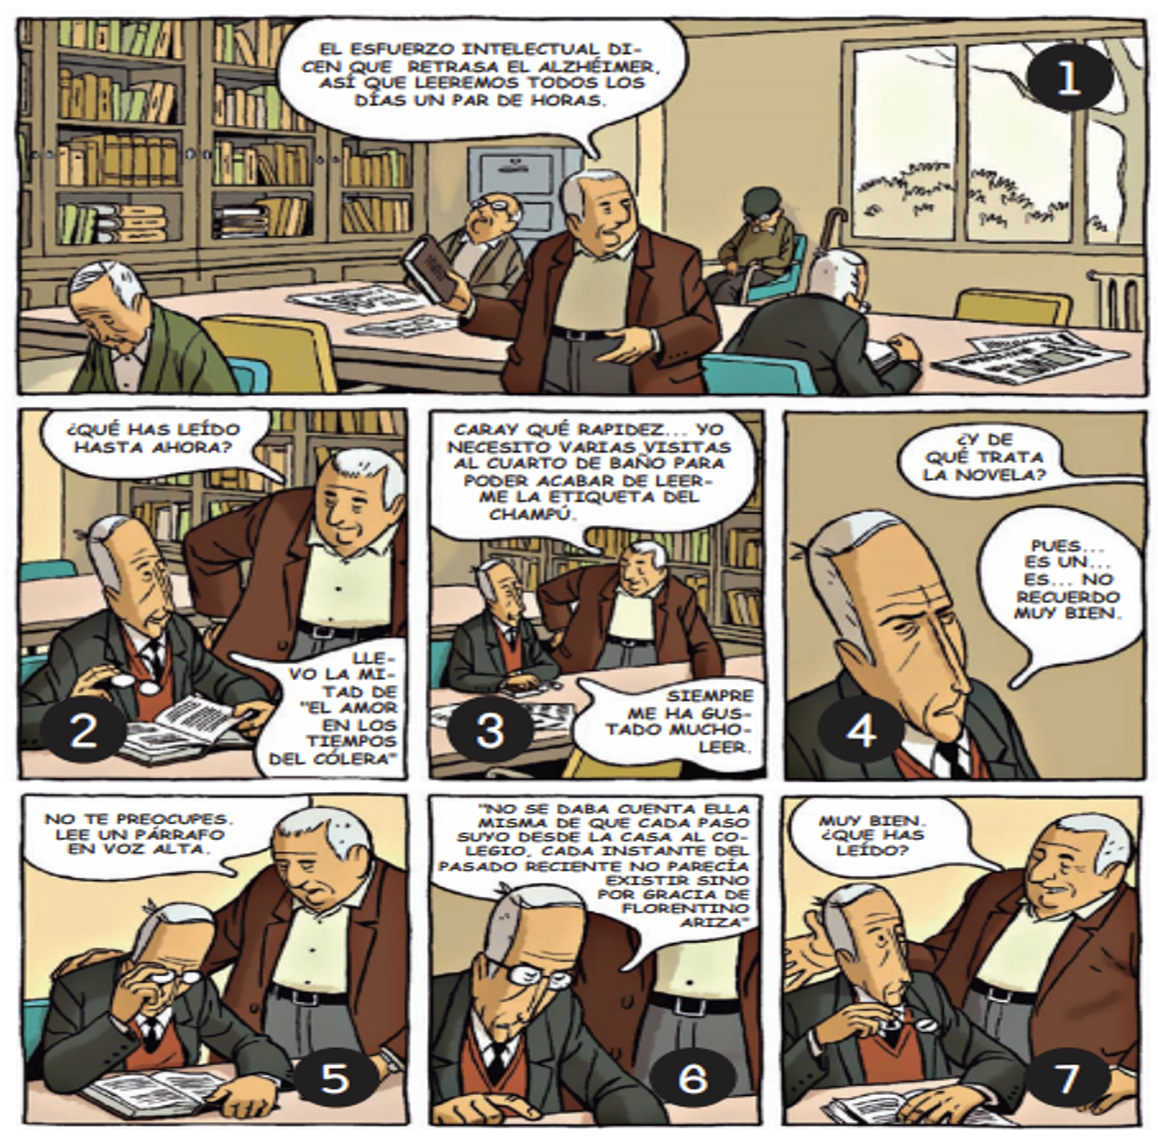 EL ESFUERZO INTELECTUAL DI-
CEN QUE RETRASA EL ALZHÉIMER,
ASÍ QUE LEEREMOS TODOS LOS
DÍAS UN PAR DE HORAS.
1
¿QUÉ HAS LEÍDO
HASTA AHORA?
LLE-
VO LA MI-
TAD DE
"EL AMOR
EN LOS
TIEMPOS
DEL CÓLERA"
2
CARAY QUÉ RAPIDEZ... YO
NECESITO VARIAS VISITAS
AL CUARTO DE BAÑO PARA
PODER ACABAR DE LEER-
ME LA ETIQUETA DEL
CHAMPÚ.
SIEMPRE
ME HA GUS-
TADO MUCHO-
LEER.
3
¿Y DE
QUÉ TRATA
LA NOVELA?
PUES...
ES UN...
ES... NO
RECUERDO
MUY BIEN.
4
NO TE PREOCUPES.
LEE UN PÁRRAFO
EN VOZ ALTA.
5
"NO SE DABA CUENTA ELLA
MISMA DE QUE CADA PASO
SUYO DESDE LA CASA AL CO-
LEGIO, CADA INSTANTE DEL
PASADO RECIENTE NO PARECÍA
EXISTIR SINO
POR GRACIA DE
FLORENTINO
ARIZA"
6
MUY BIEN.
¿QUE HAS
LEÍDO?
7